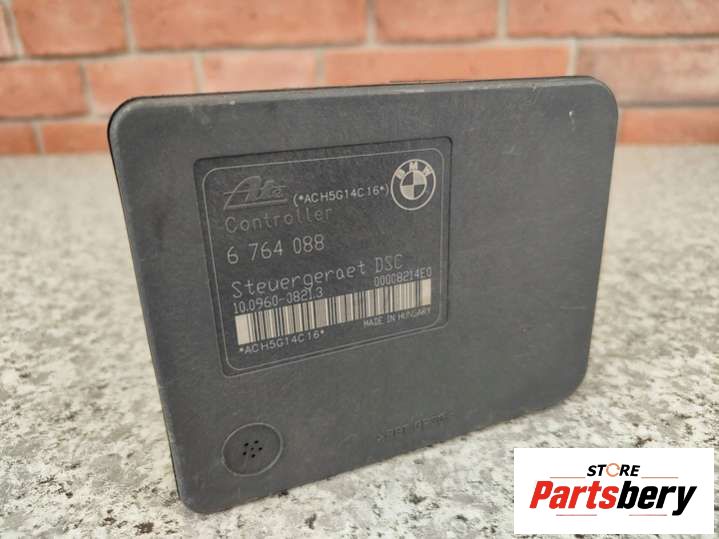 Ate (*ACH5G14C16*) BMW
Controller
6 764 088
Steuergeraet DSC
10.0960-0821.3 00008214E0
MADE IN HUNGARY
*ACH5G14C16*
STORE
Partsbery